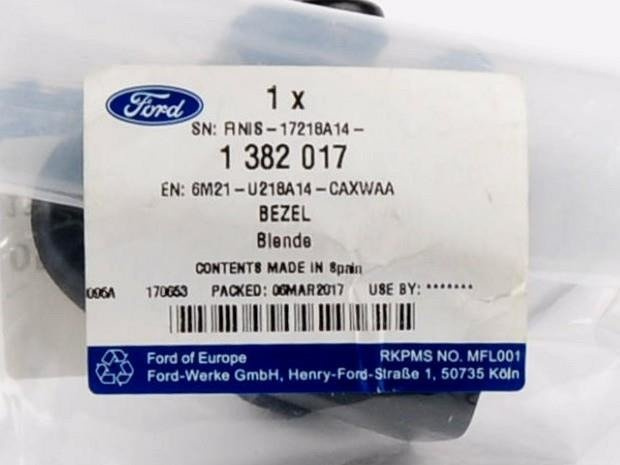 Ford
1 x
SN: FINIS-17218A14-
1 382 017
EN: 6M21-U218A14-CAXWAA
BEZEL
Blende
CONTENTS MADE IN Spain
095A 170653 PACKED: 06MAR2017 USE BY: *******
Ford of Europe RKPMS NO. MFL001
Ford-Werke GmbH, Henry-Ford-Straße 1, 50735 Köln